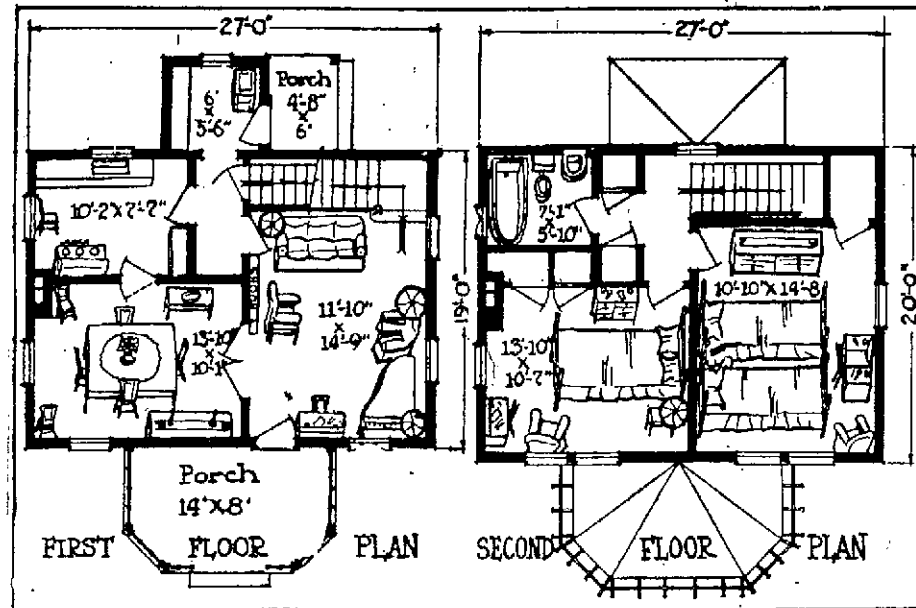 27'-0"
Porch
4'-8"
x
6'
6'
x
5'-6"
10'-2"x7'-7"
11'-10"
x
14'-9"
13'-10"
x
10'-1"
19'-0"
Porch
14'x8'
FIRST FLOOR PLAN
27'-0"
7'-1"
x
5'-10"
10'-10"x14'-8
13'-10"
x
10'-7"
20'-0"
SECOND FLOOR PLAN